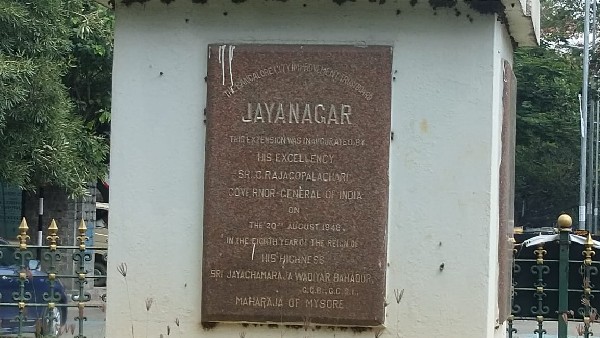 THE BANGALORE CITY IMPROVEMENT TRUST BOARD
JAYANAGAR
THIS EXTENSION WAS INAUGURATED BY
HIS EXCELLENCY
SRI C. RAJAGOPALACHARI
GOVERNOR-GENERAL OF INDIA
ON
THE 20TH AUGUST 1948
IN THE EIGHTH YEAR OF THE REIGN OF
HIS HIGHNESS
SRI JAYACHAMARAJA WADIYAR BAHADUR,
G.C.B., G.C.S.I.,
MAHARAJA OF MYSORE